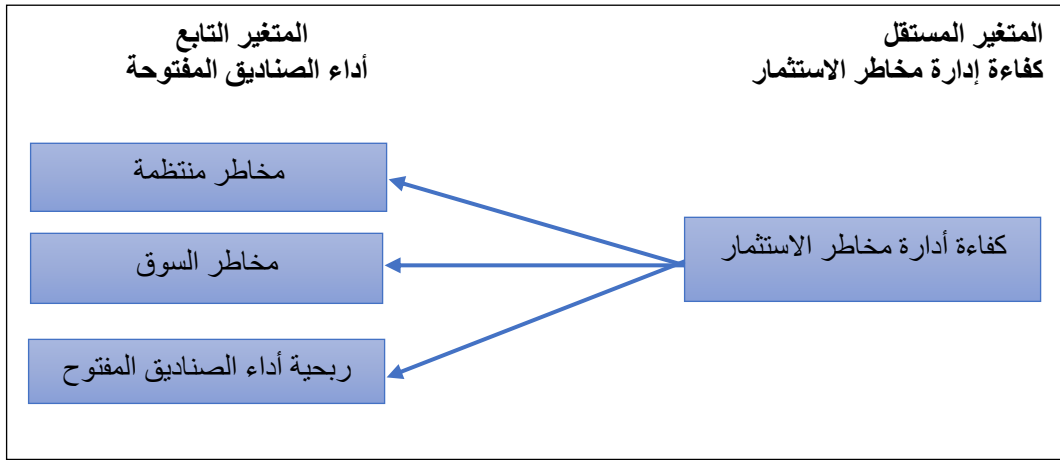 المتغير المستقل
كفاءة إدارة مخاطر الاستثمار
المتغير التابع
أداء الصناديق المفتوحة
كفاءة أدارة مخاطر الاستثمار
مخاطر منتظمة
مخاطر السوق
ربحية أداء الصناديق المفتوح